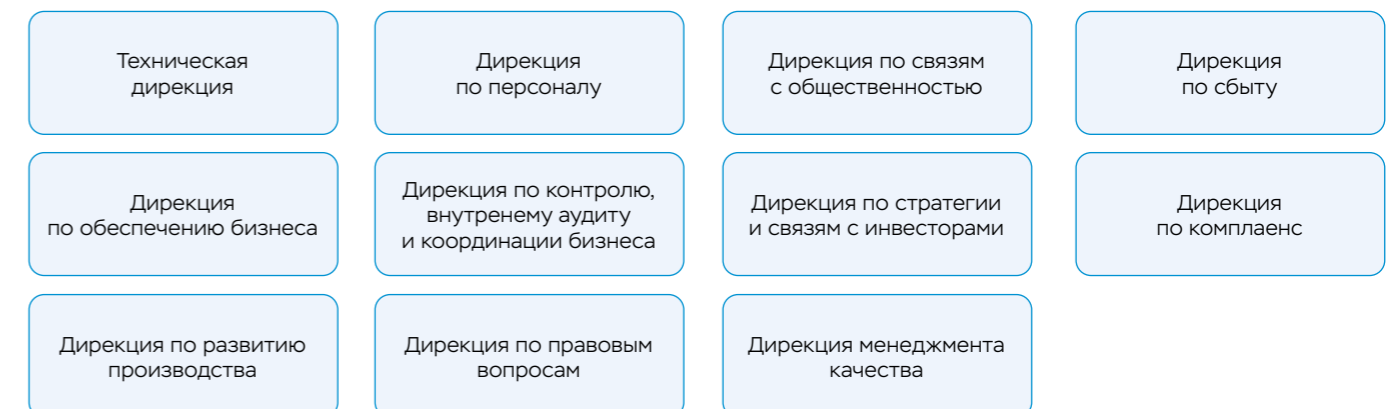 Техническая
дирекция
Дирекция
по персоналу
Дирекция по связям
с общественностью
Дирекция
по сбыту
Дирекция
по обеспечению бизнеса
Дирекция по контролю,
внутренему аудиту
и координации бизнеса
Дирекция по стратегии
и связям с инвесторами
Дирекция
по комплаенс
Дирекция по развитию
производства
Дирекция по правовым
вопросам
Дирекция менеджмента
качества